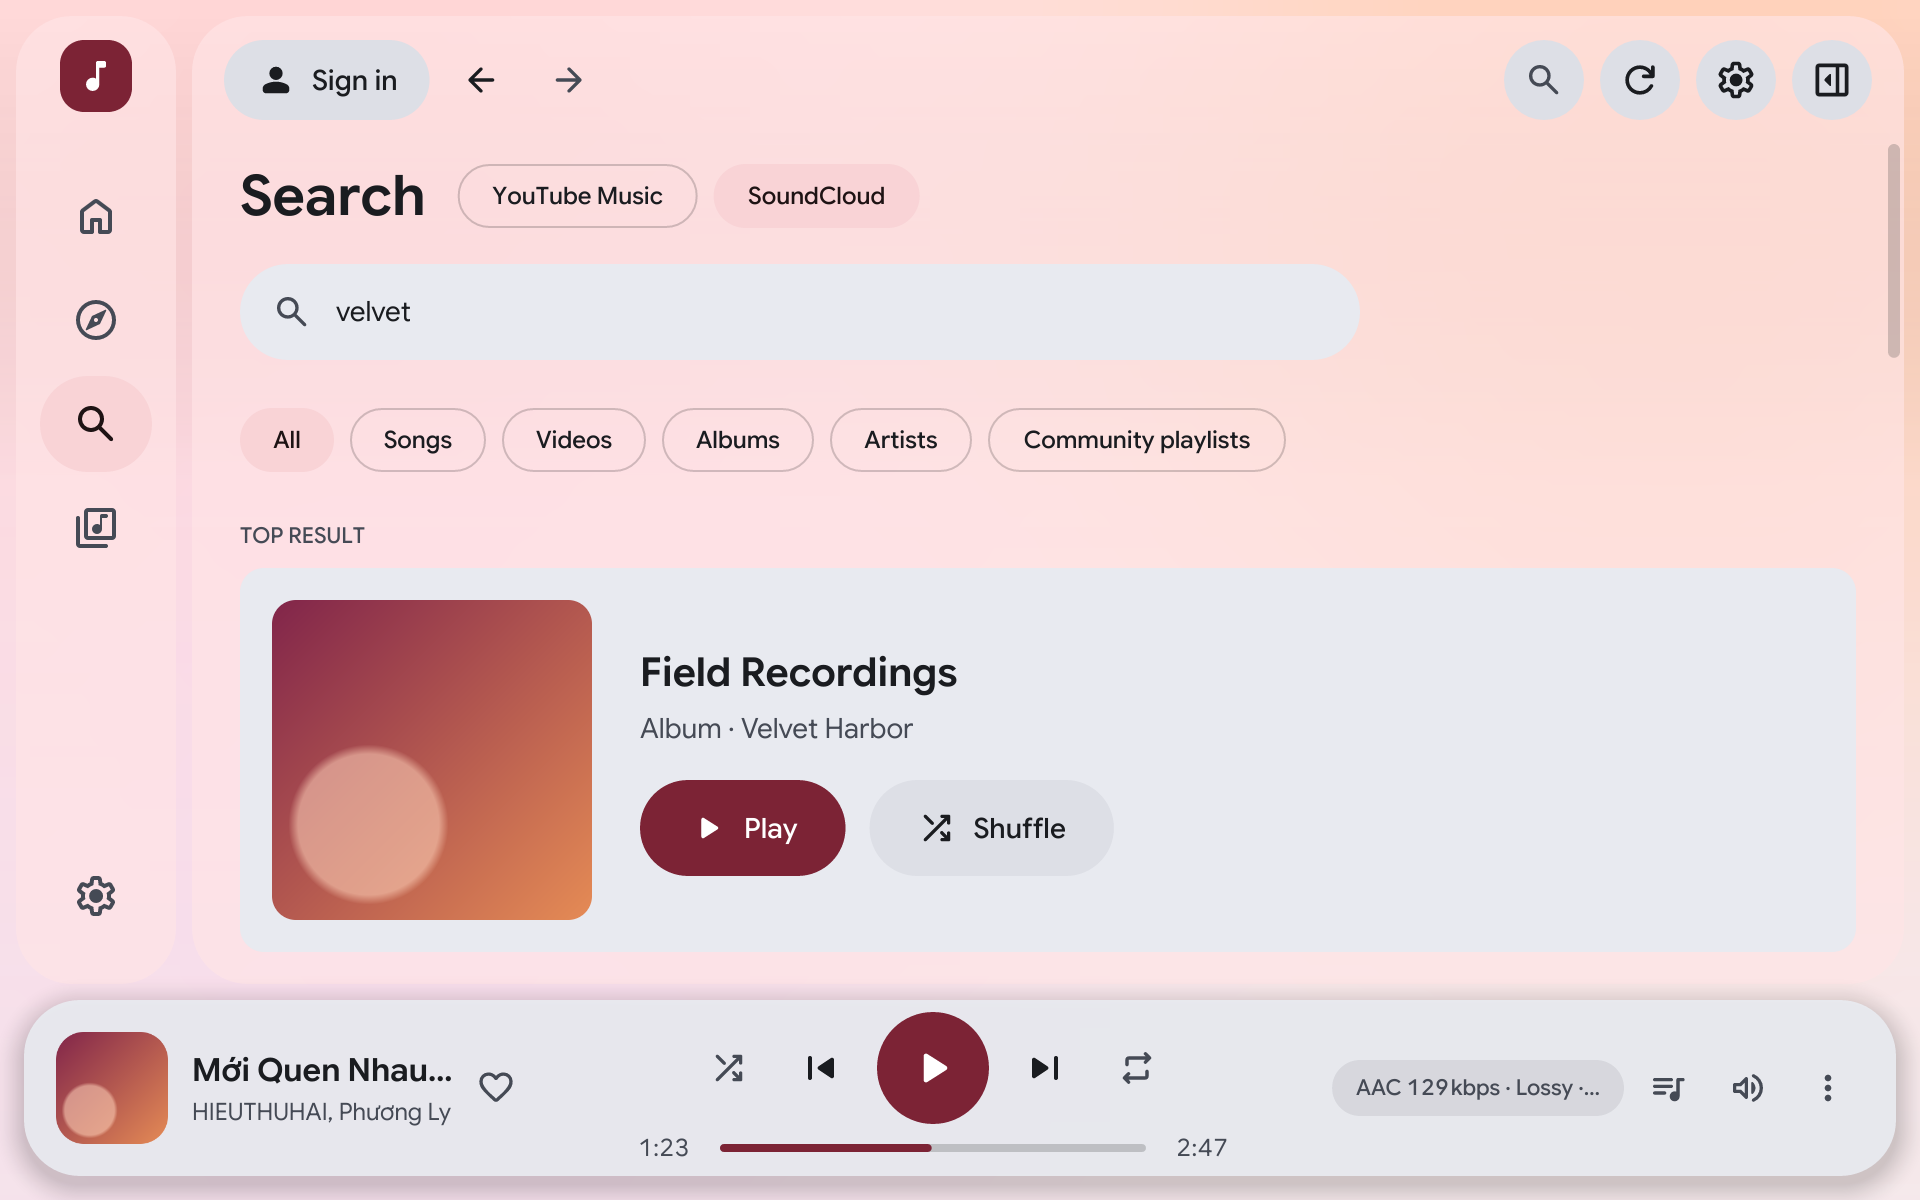 Sign in
Search
YouTube Music
SoundCloud
velvet
All
Songs
Videos
Albums
Artists
Community playlists
TOP RESULT
Field Recordings
Album · Velvet Harbor
Play
Shuffle
Mới Quen Nhau...
HIEUTHUHAI, Phương Ly
1:23
2:47
AAC 129kbps · Lossy ·...